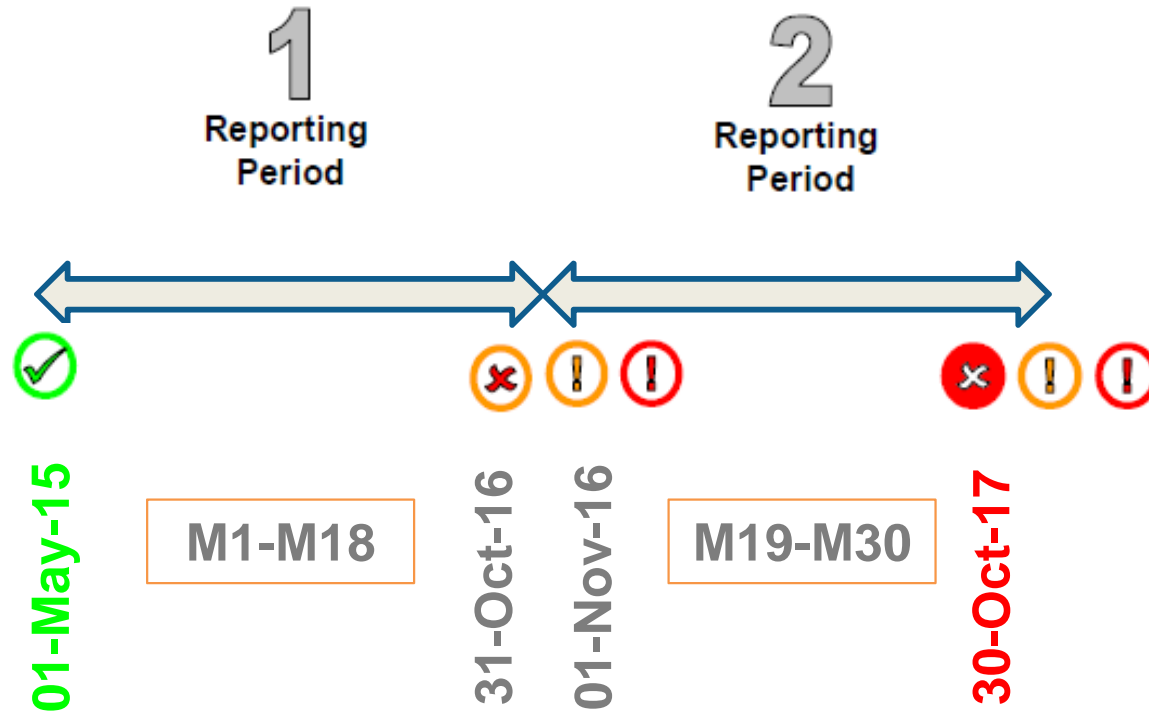 1
Reporting
Period
2
Reporting
Period
01-May-15
M1-M18
31-Oct-16
01-Nov-16
M19-M30
30-Oct-17